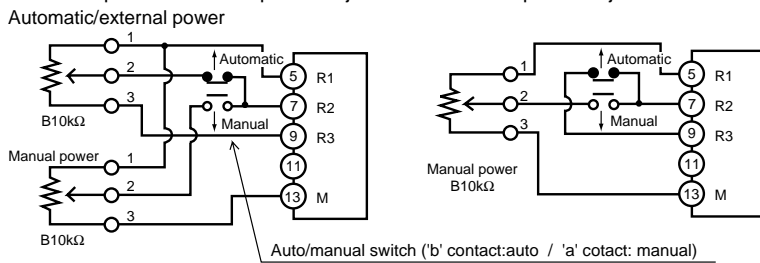 Automatic/external power
1
2
3
B10kΩ
Automatic
Manual
5 R1
7 R2
9 R3
11
13 M
Manual power
1
2
3
B10kΩ
1
2
3
Manual power
B10kΩ
Automatic
Manual
5 R1
7 R2
9 R3
11
13 M
Auto/manual switch ('b' contact:auto / 'a' cotact: manual)